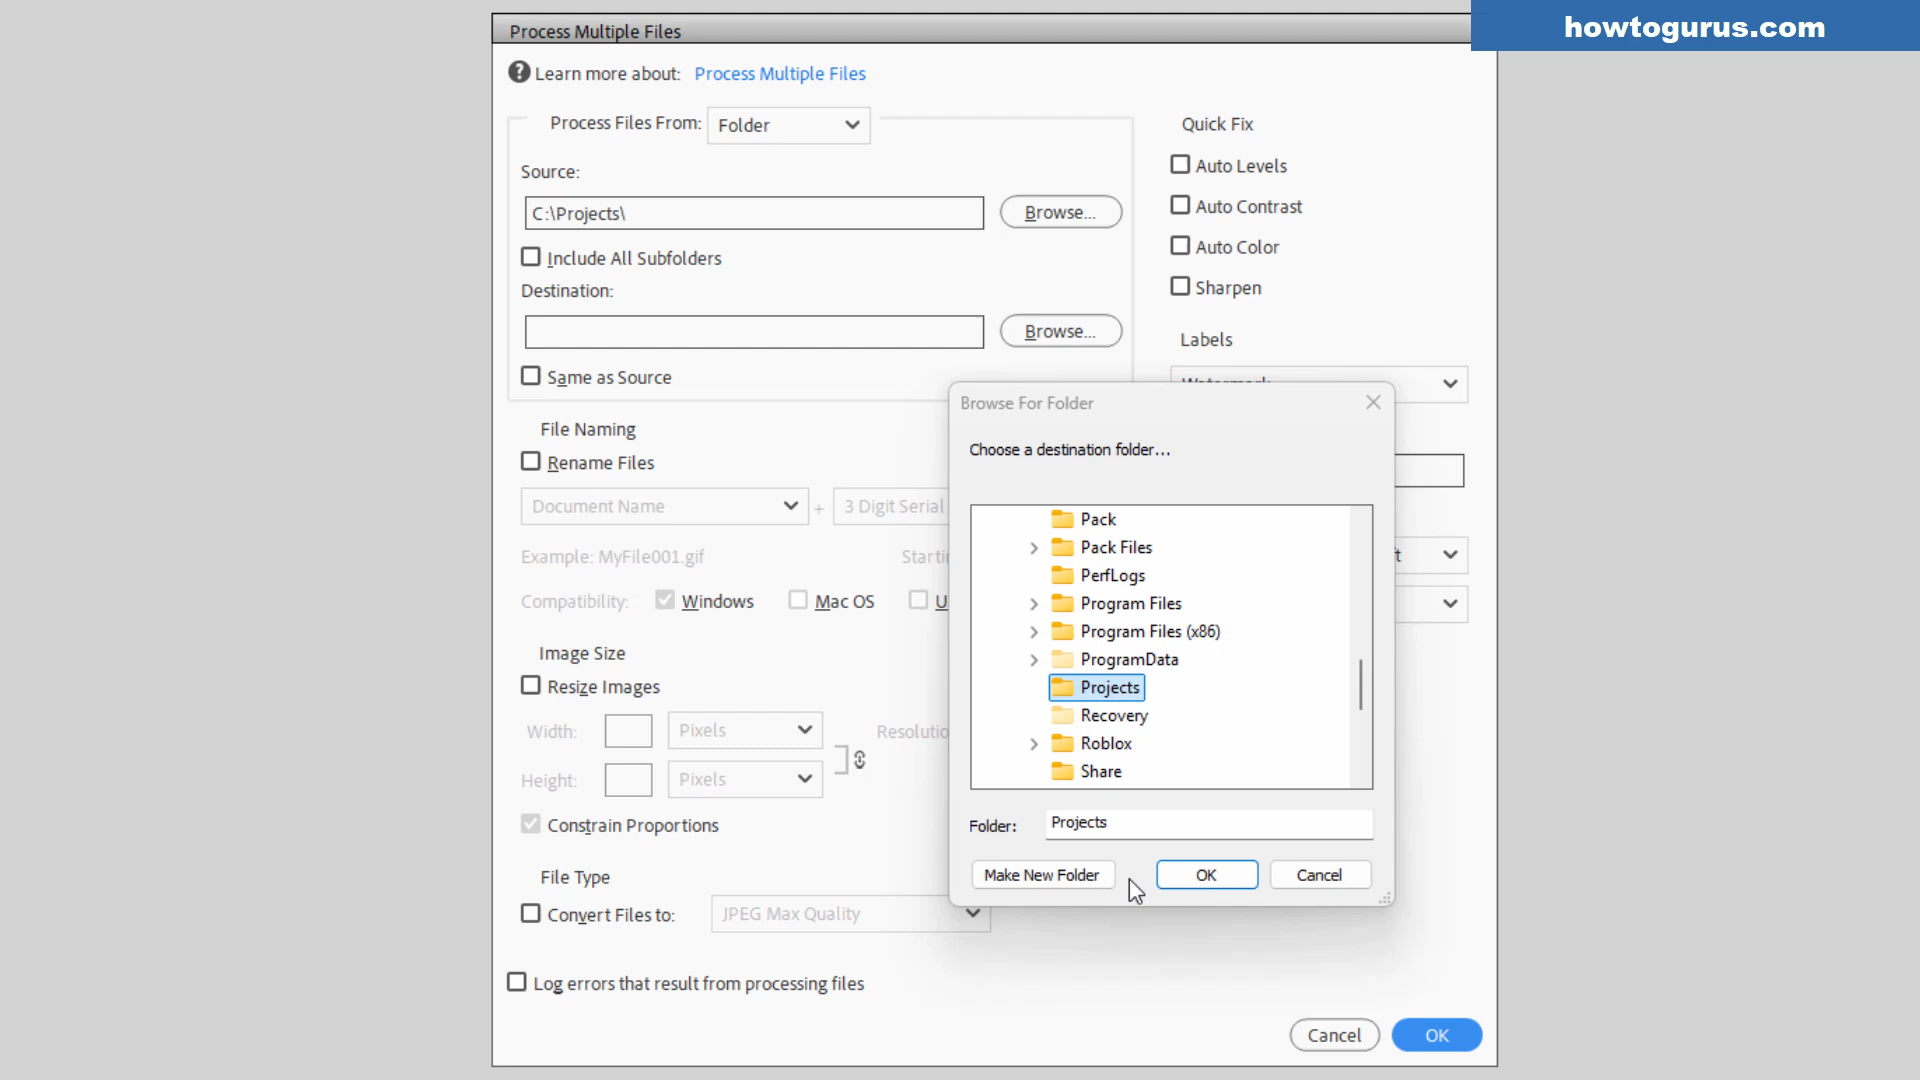 howtogurus.com
Process Multiple Files
Learn more about: Process Multiple Files
Process Files From: Folder
Source:
C:\Projects\
Browse...
Include All Subfolders
Destination:
Browse...
Same as Source
File Naming
Rename Files
Document Name + 3 Digit Serial
Example: MyFile001.gif
Compatibility: Windows Mac OS U
Image Size
Resize Images
Width: Pixels
Height: Pixels
Constrain Proportions
File Type
Convert Files to: JPEG Max Quality
Log errors that result from processing files
Quick Fix
Auto Levels
Auto Contrast
Auto Color
Sharpen
Labels
Browse For Folder
Choose a destination folder...
Pack
Pack Files
PerfLogs
Program Files
Program Files (x86)
ProgramData
Projects
Recovery
Roblox
Share
Folder: Projects
Make New Folder OK Cancel
Cancel OK